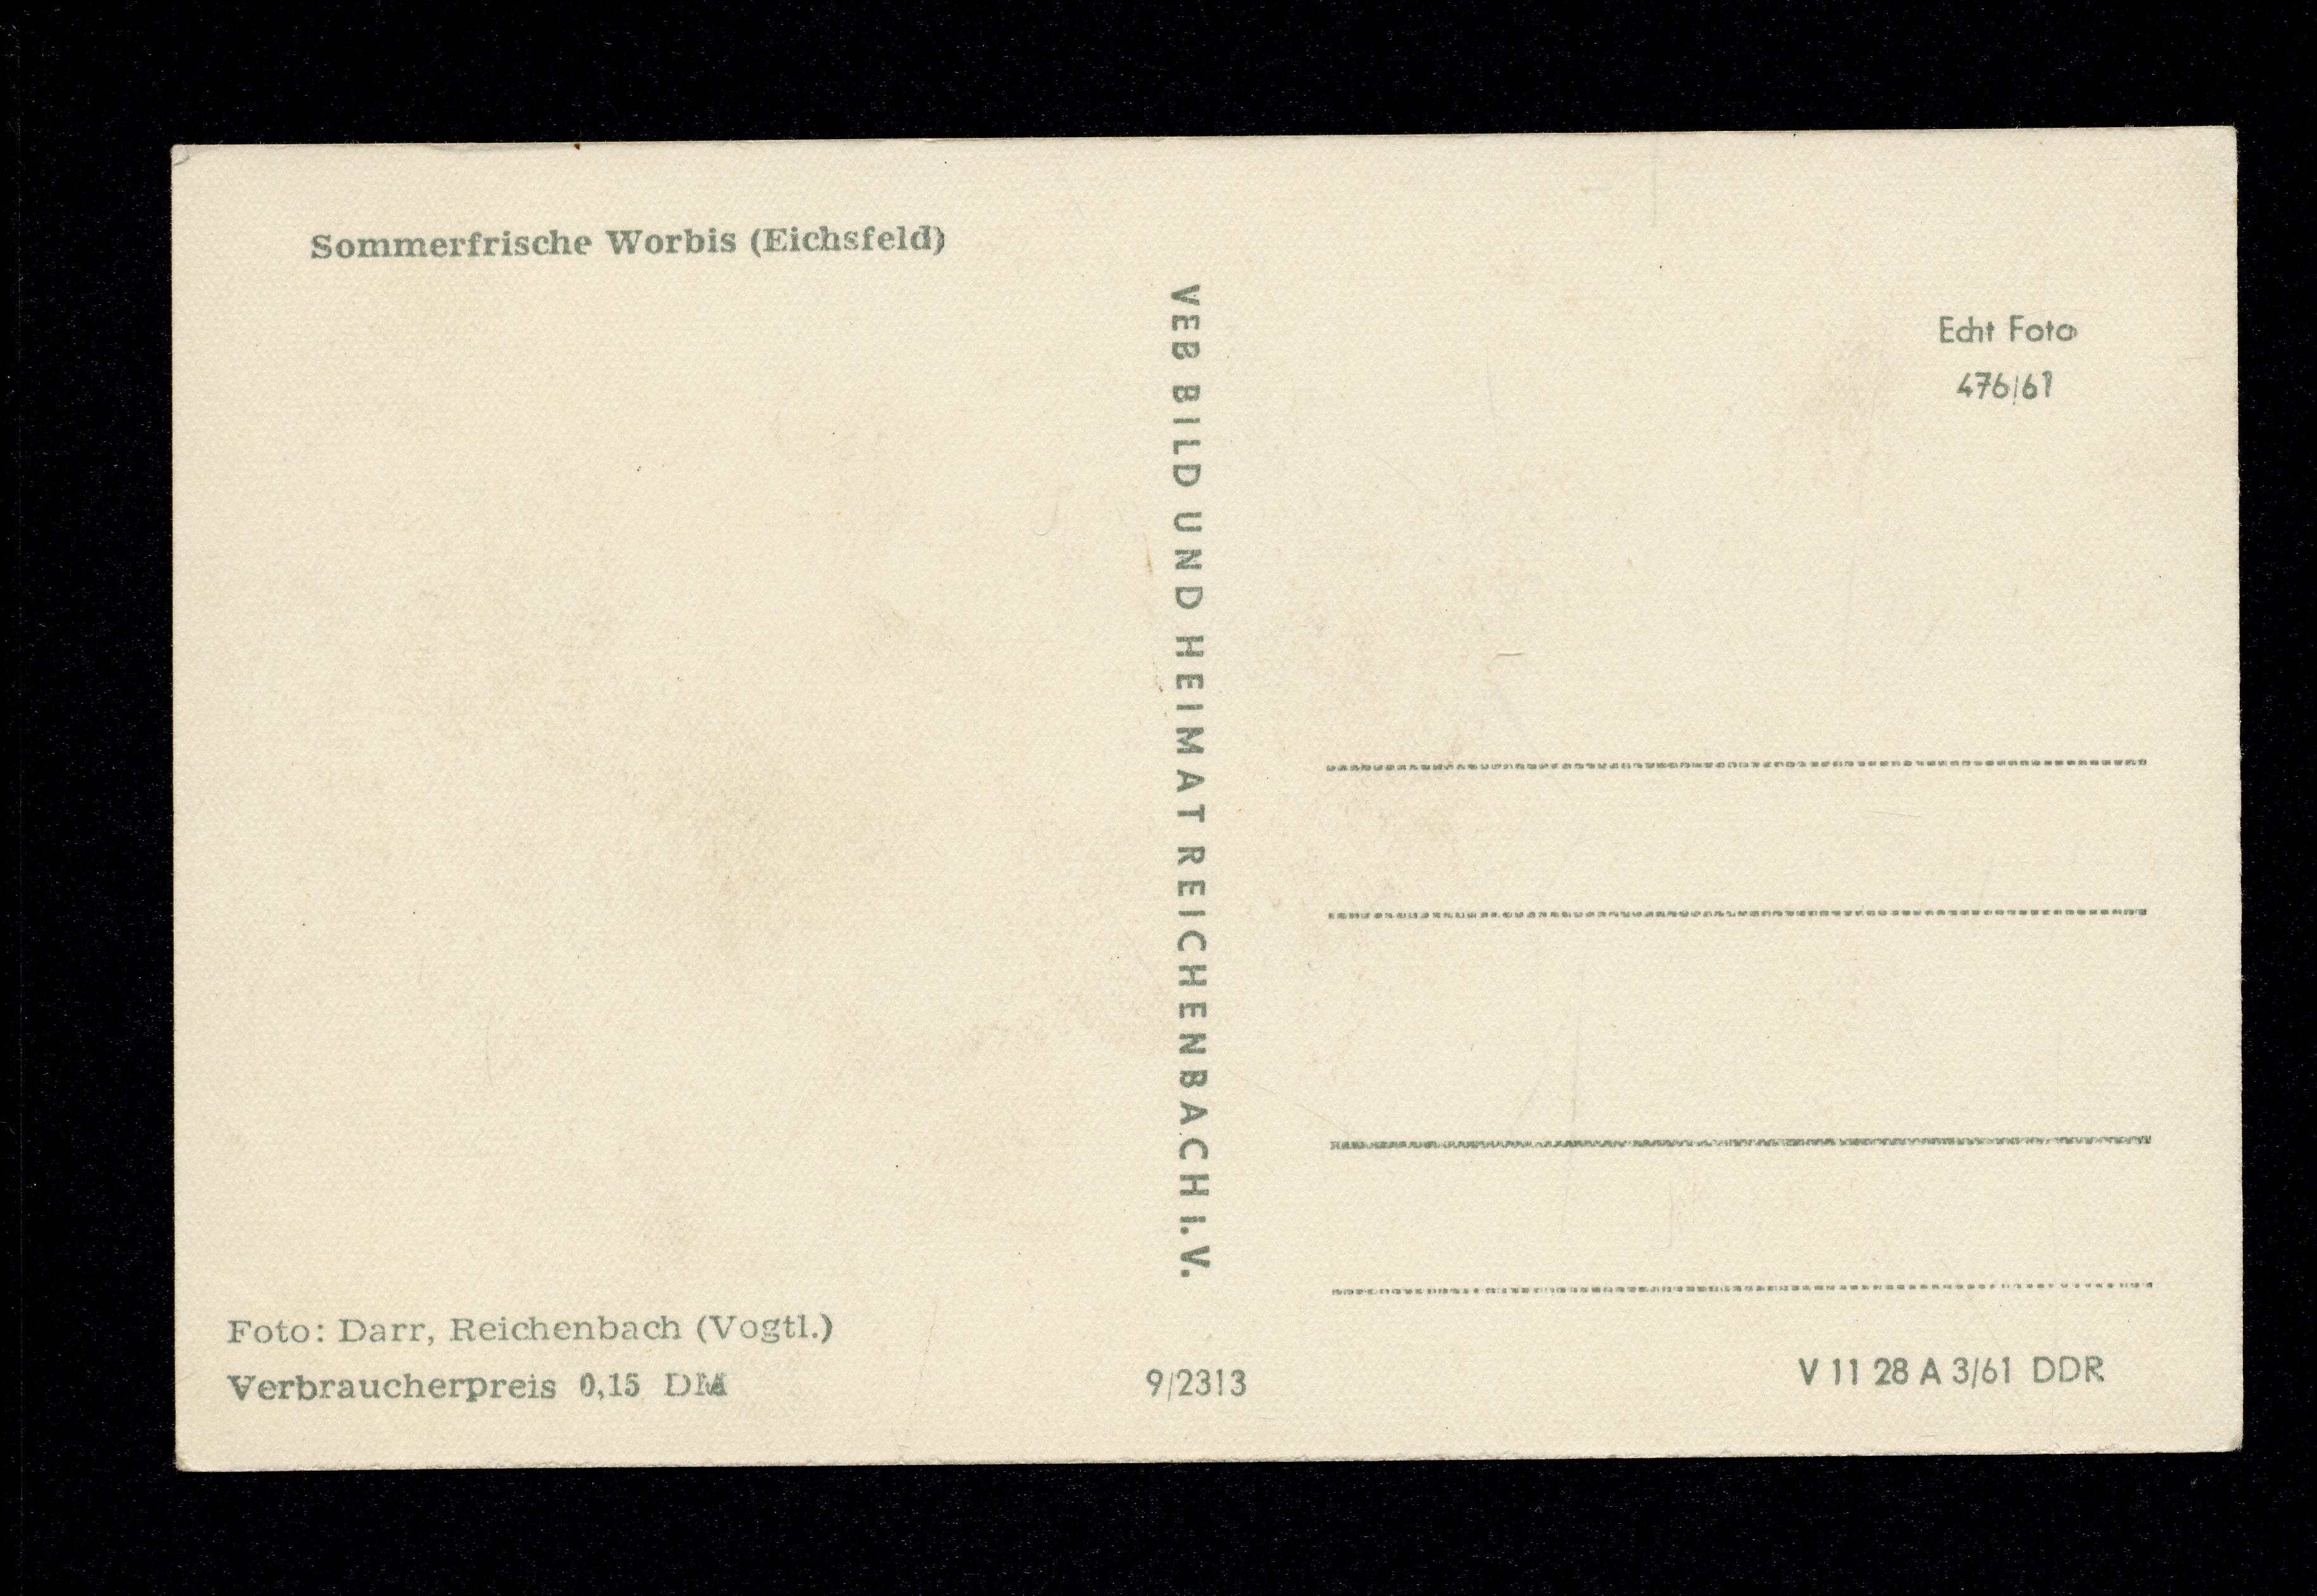 Sommerfrische Worbis (Eichsfeld)
Foto: Darr, Reichenbach (Vogtl.)
Verbraucherpreis 0,15 DM
VEB BILD UND HEIMAT REICHENBACH I.V.
9/2313
Echt Foto
476/61
V 11 28 A 3/61 DDR